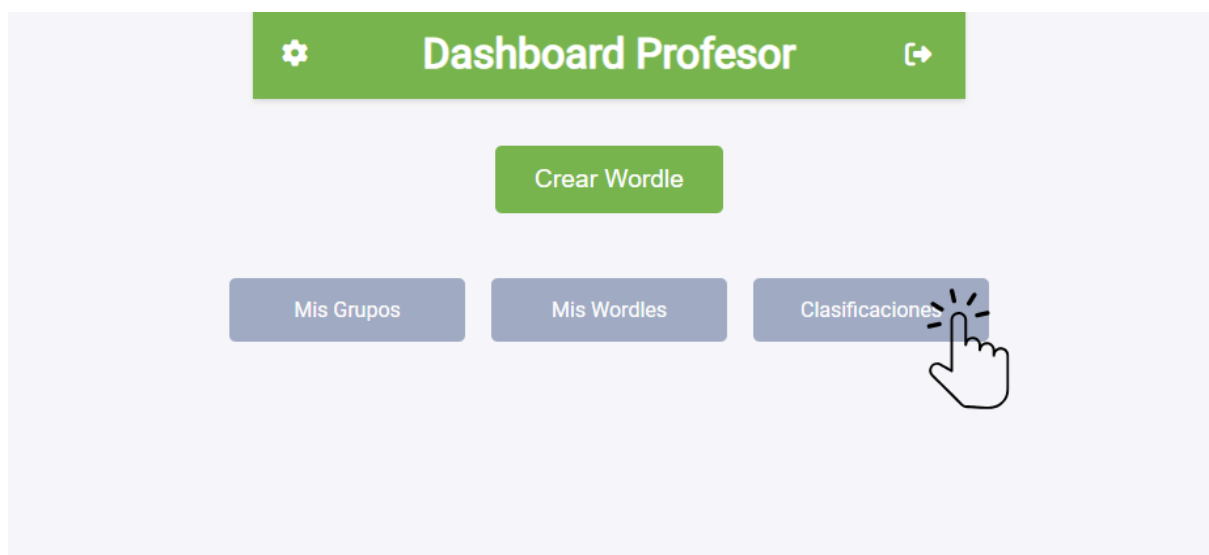 Dashboard Profesor
Crear Wordle
Mis Grupos
Mis Wordles
Clasificaciones